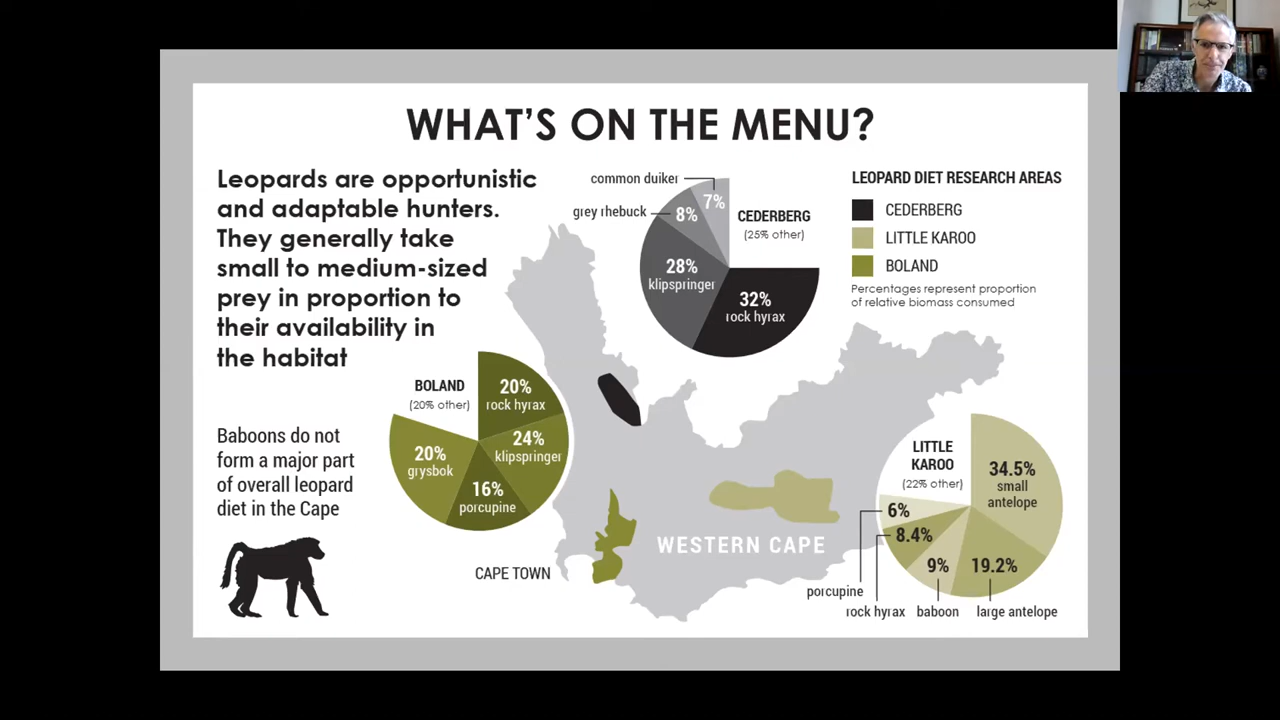 WHAT'S ON THE MENU?
Leopards are opportunistic
and adaptable hunters.
They generally take
small to medium-sized
prey in proportion to
their availability in
the habitat
Baboons do not
form a major part
of overall leopard
diet in the Cape
common duiker
7%
grey rhebuck
8%
28%
klipspringer
32%
rock hyrax
CEDERBERG
(25% other)
LEOPARD DIET RESEARCH AREAS
CEDERBERG
LITTLE KAROO
BOLAND
Percentages represent proportion
of relative biomass consumed
BOLAND
(20% other)
20%
rock hyrax
24%
klipspringer
20%
grysbok
16%
porcupine
CAPE TOWN
WESTERN CAPE
LITTLE
KAROO
(22% other)
34.5%
small
antelope
6%
8.4%
9%
19.2%
porcupine
rock hyrax
baboon
large antelope